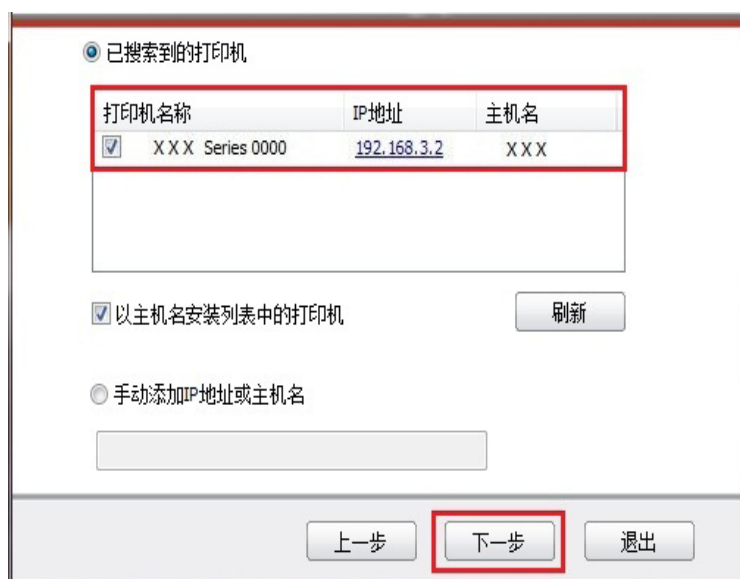 已搜索到的打印机
打印机名称 IP地址 主机名
XXX Series 0000 192.168.3.2 XXX
以主机名安装列表中的打印机 刷新
手动添加IP地址或主机名
上一步 下一步 退出